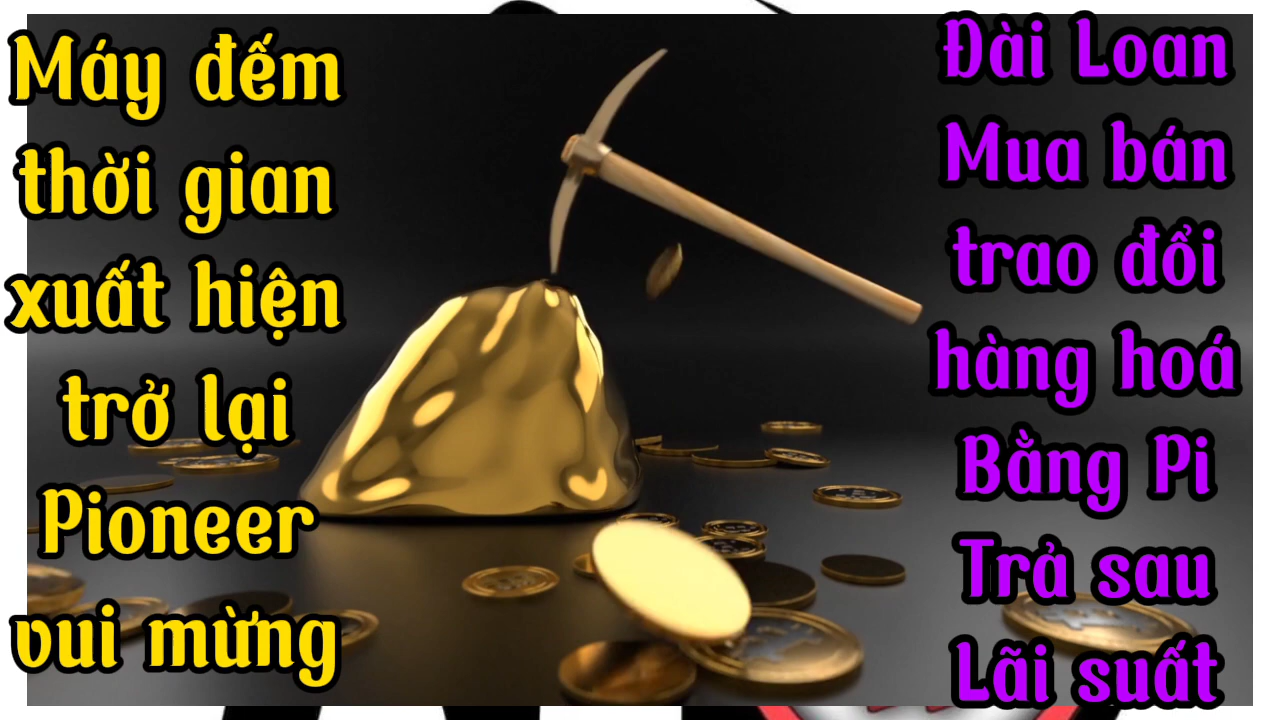 Máy đếm
thời gian
xuất hiện
trở lại
Pioneer
vui mừng
Đài Loan
Mua bán
trao đổi
hàng hoá
Bằng Pi
Trả sau
Lãi suất